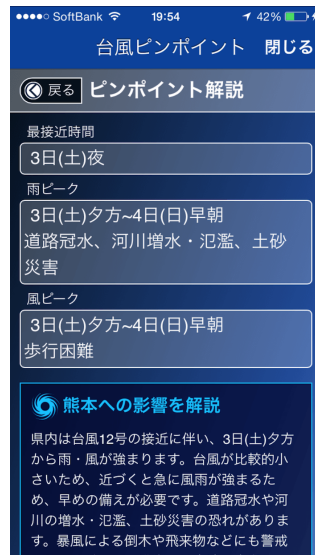 SoftBank 19:54 42%
台風ピンポイント 閉じる
戻る ピンポイント解説
最接近時間
3日(土)夜
雨ピーク
3日(土)夕方~4日(日)早朝
道路冠水、河川増水・氾濫、土砂
災害
風ピーク
3日(土)夕方~4日(日)早朝
歩行困難
熊本への影響を解説
県内は台風12号の接近に伴い、3日(土)夕方
から雨・風が強まります。台風が比較的小
さいため、近づくと急に風雨が強まるた
め、早めの備えが必要です。道路冠水や河
川の増水・氾濫、土砂災害の恐れがありま
す。暴風による倒木や飛来物などにも警戒